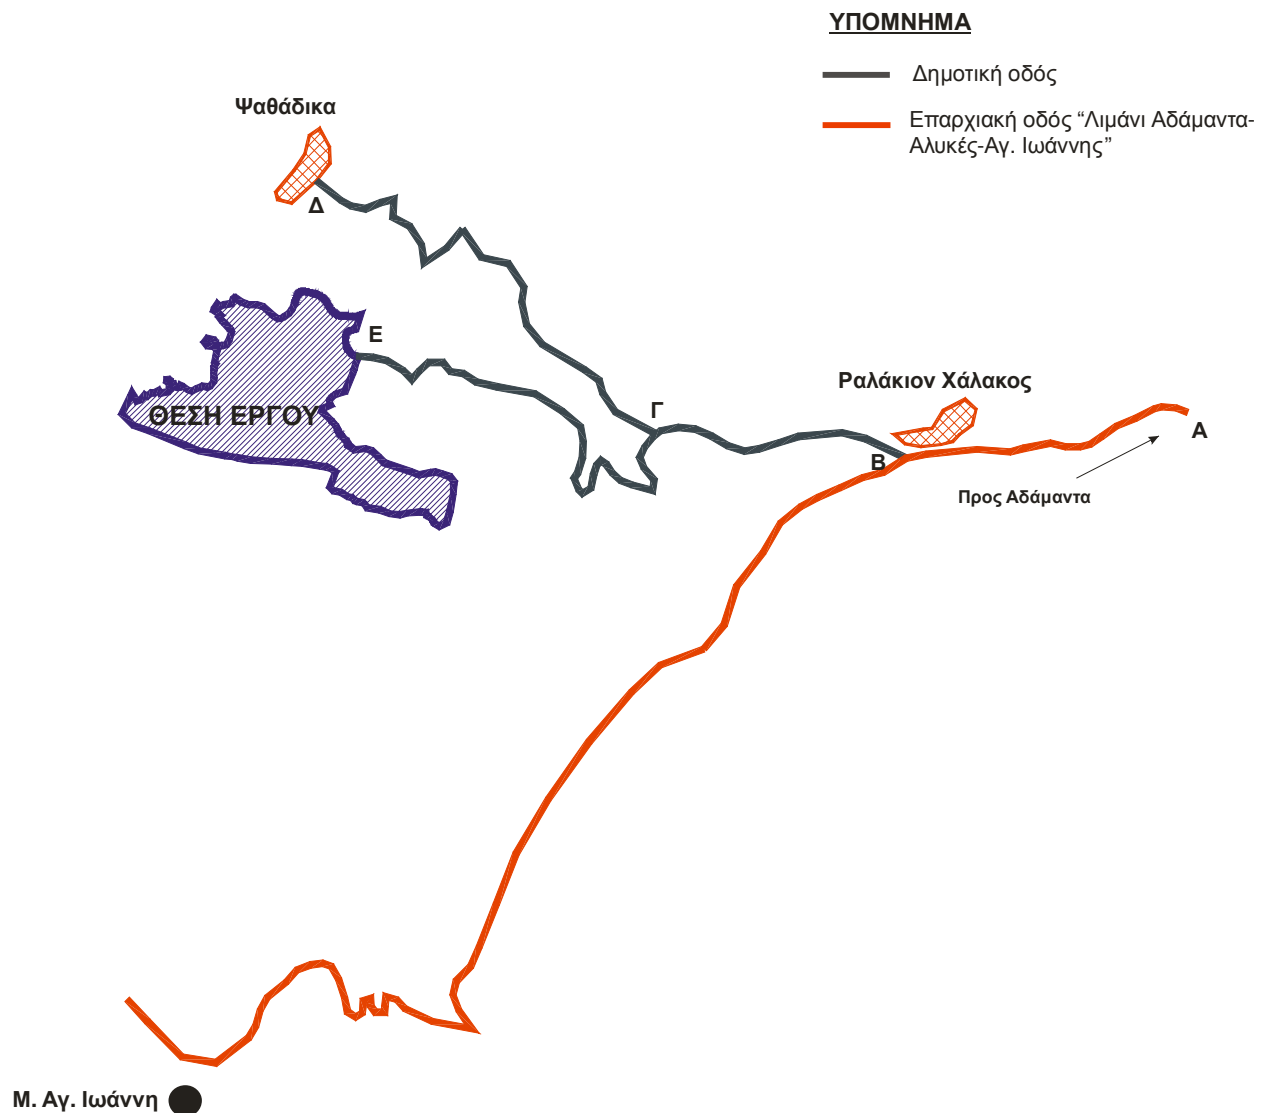 ΥΠΟΜΝΗΜΑ
Δημοτική οδός
Επαρχιακή οδός “Λιμάνι Αδάμαντα-
Αλυκές-Αγ. Ιωάννης”
Ψαθάδικα
Δ
Ε
ΘΕΣΗ ΕΡΓΟΥ
Γ
Ραλάκιον Χάλακος
Α
Β
Προς Αδάμαντα
Μ. Αγ. Ιωάννη